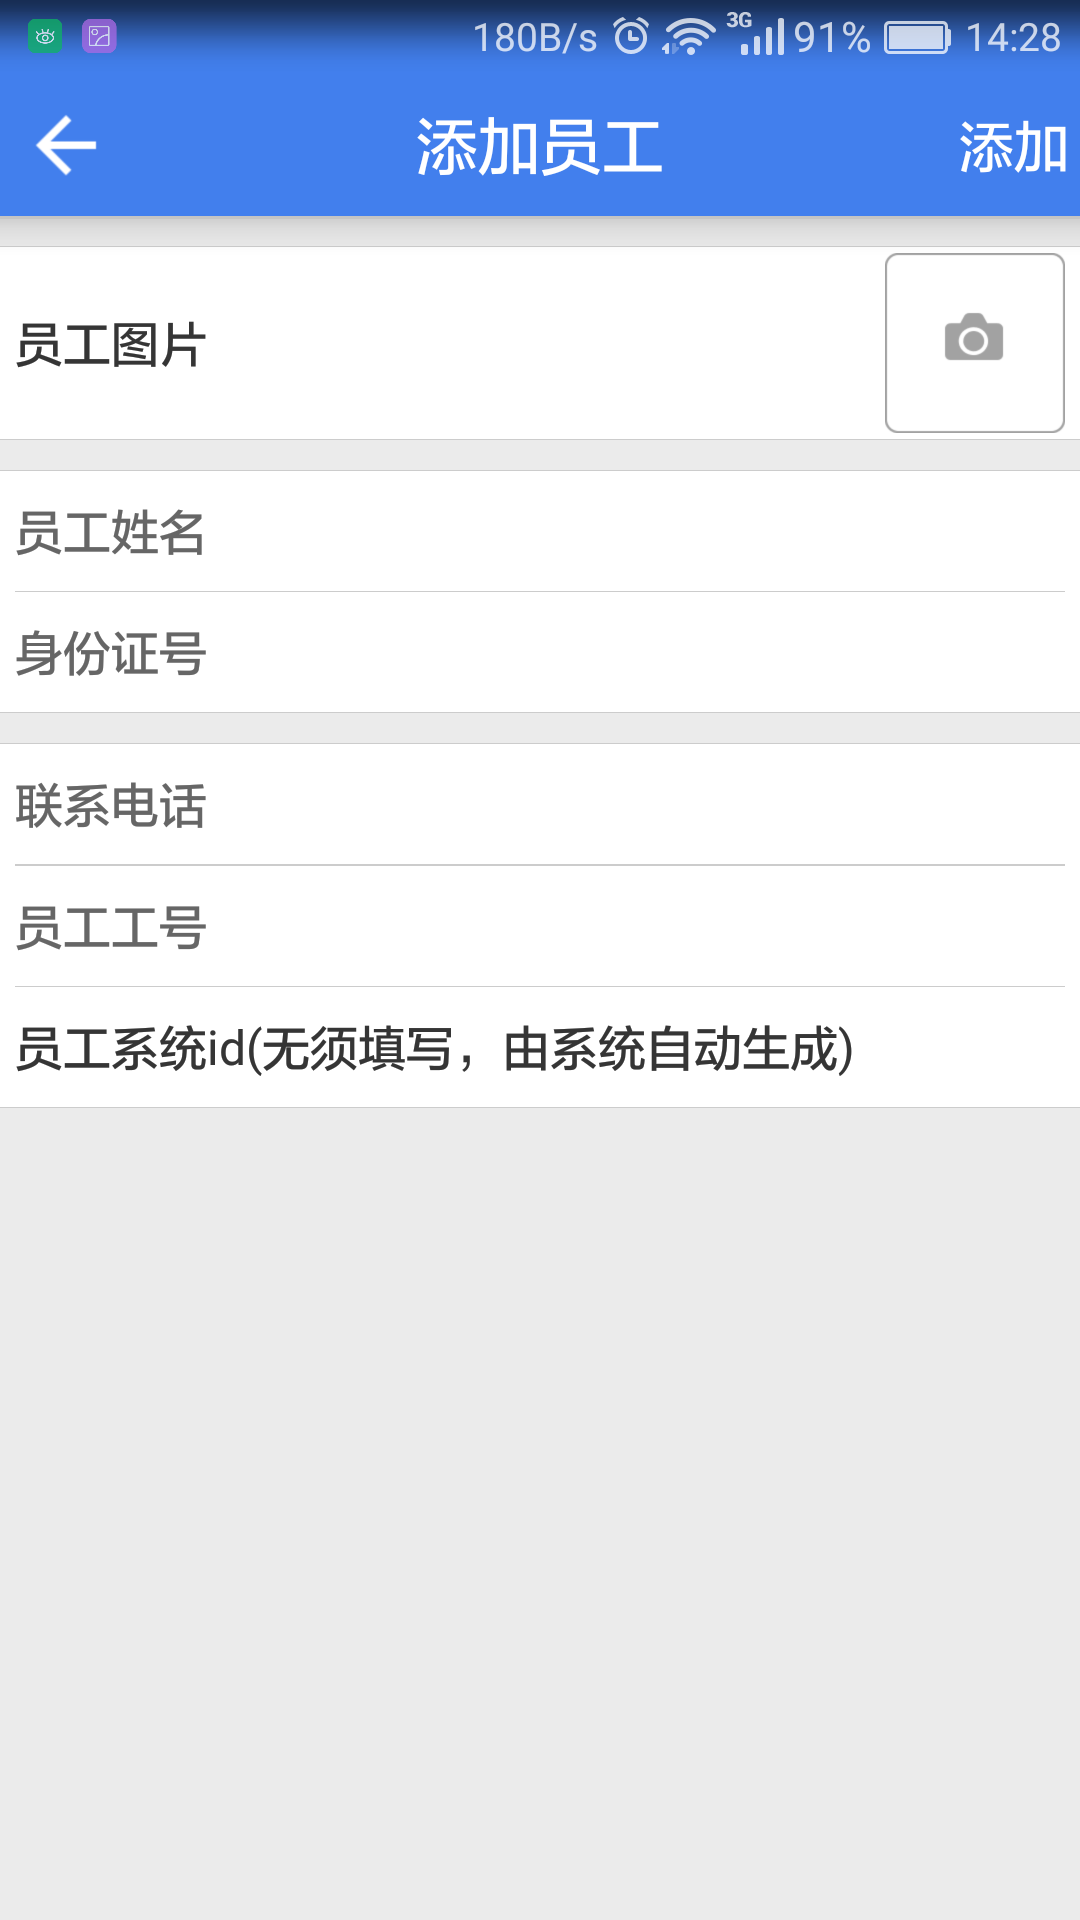 180B/s 3G 91% 14:28
添加员工 添加
员工图片
员工姓名
身份证号
联系电话
员工工号
员工系统id(无须填写，由系统自动生成)